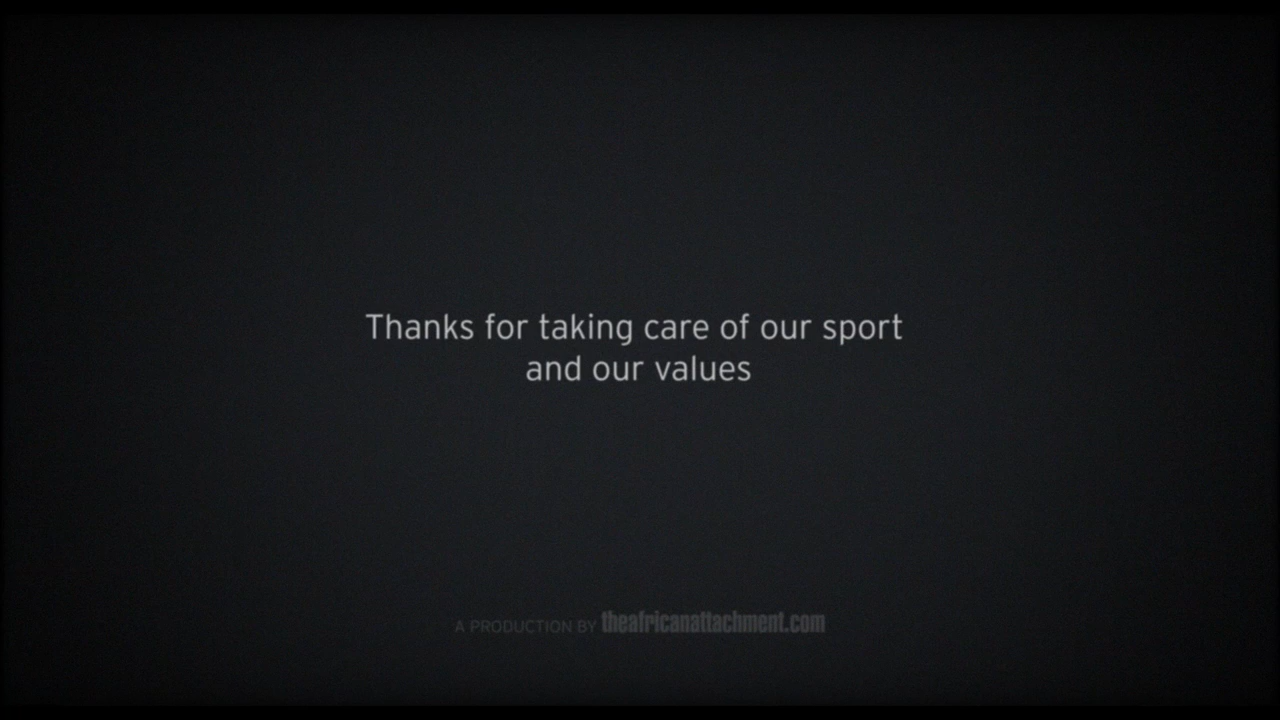 Thanks for taking care of our sport
and our values
A PRODUCTION BY theafricanattachment.com